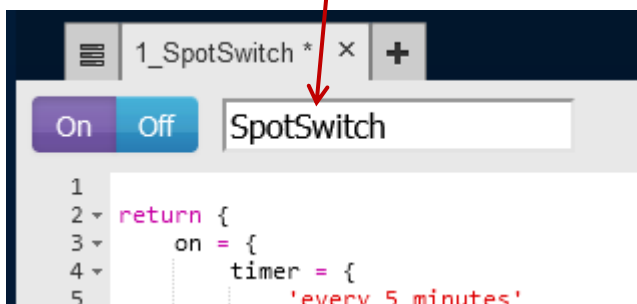 1_SpotSwitch * × +
On Off SpotSwitch
1
2 return {
3 on = {
4 timer = {
5 'every 5 minutes'